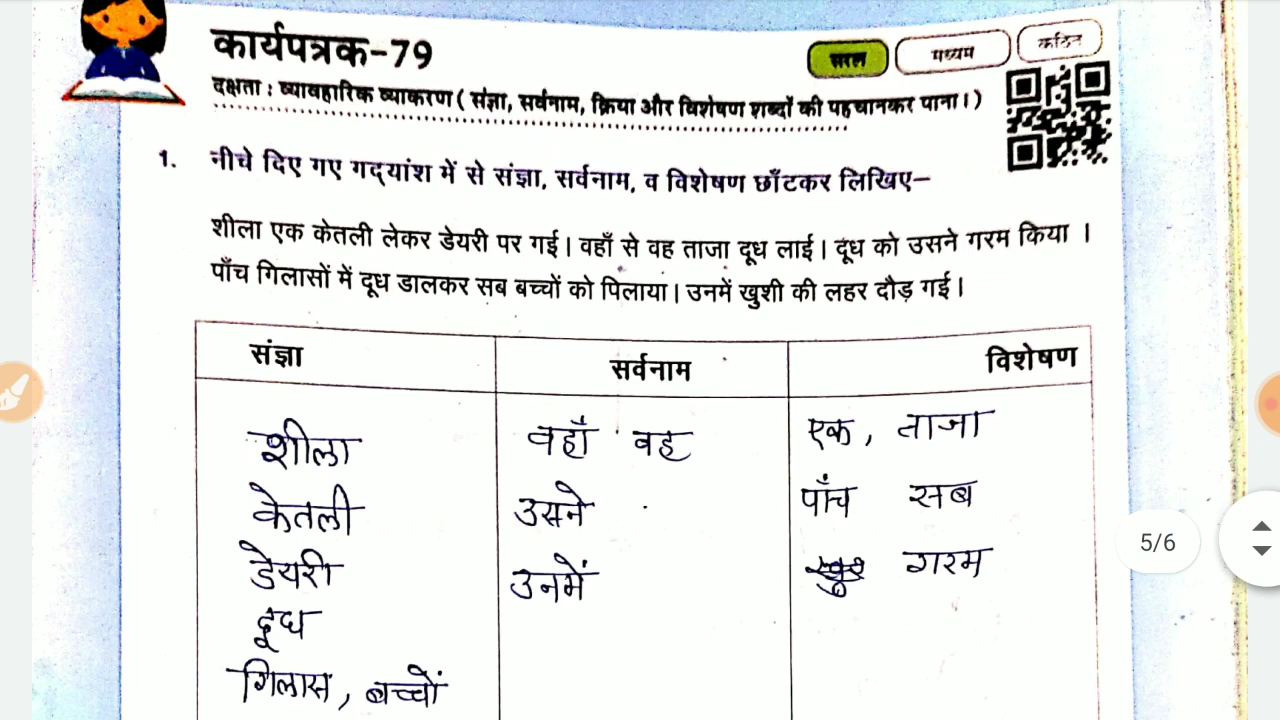 कार्यपत्रक-79
सरल
मध्यम
कठिन
दक्षता : व्यावहारिक व्याकरण ( संज्ञा, सर्वनाम, क्रिया और विशेषण शब्दों की पहचानकर पाना। )
1. नीचे दिए गए गद्यांश में से संज्ञा, सर्वनाम, व विशेषण छाँटकर लिखिए–
शीला एक केतली लेकर डेयरी पर गई। वहाँ से वह ताजा दूध लाई। दूध को उसने गरम किया ।
पाँच गिलासों में दूध डालकर सब बच्चों को पिलाया। उनमें खुशी की लहर दौड़ गई।
संज्ञा सर्वनाम विशेषण
शीला वहाँ वह एक, ताजा
केतली उसने पाँच सब
डेयरी उनमें गरम
दूध
गिलास, बच्चों
5/6